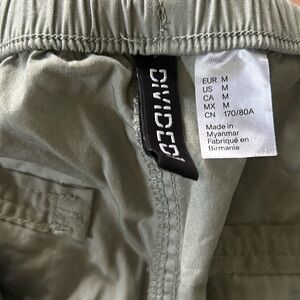 DIVIDED
EUR M
US M
CA M
MX M
CN 170/80A
Made in
Myanmar
Fabriqué en
Birmanie